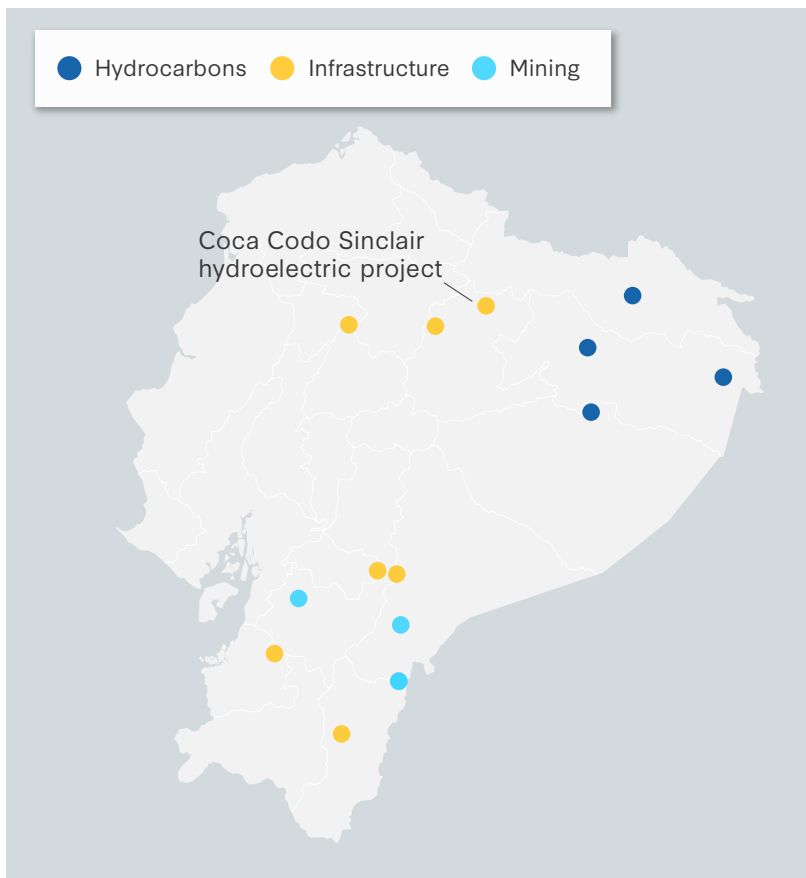 Hydrocarbons Infrastructure Mining
Coca Codo Sinclair
hydroelectric project